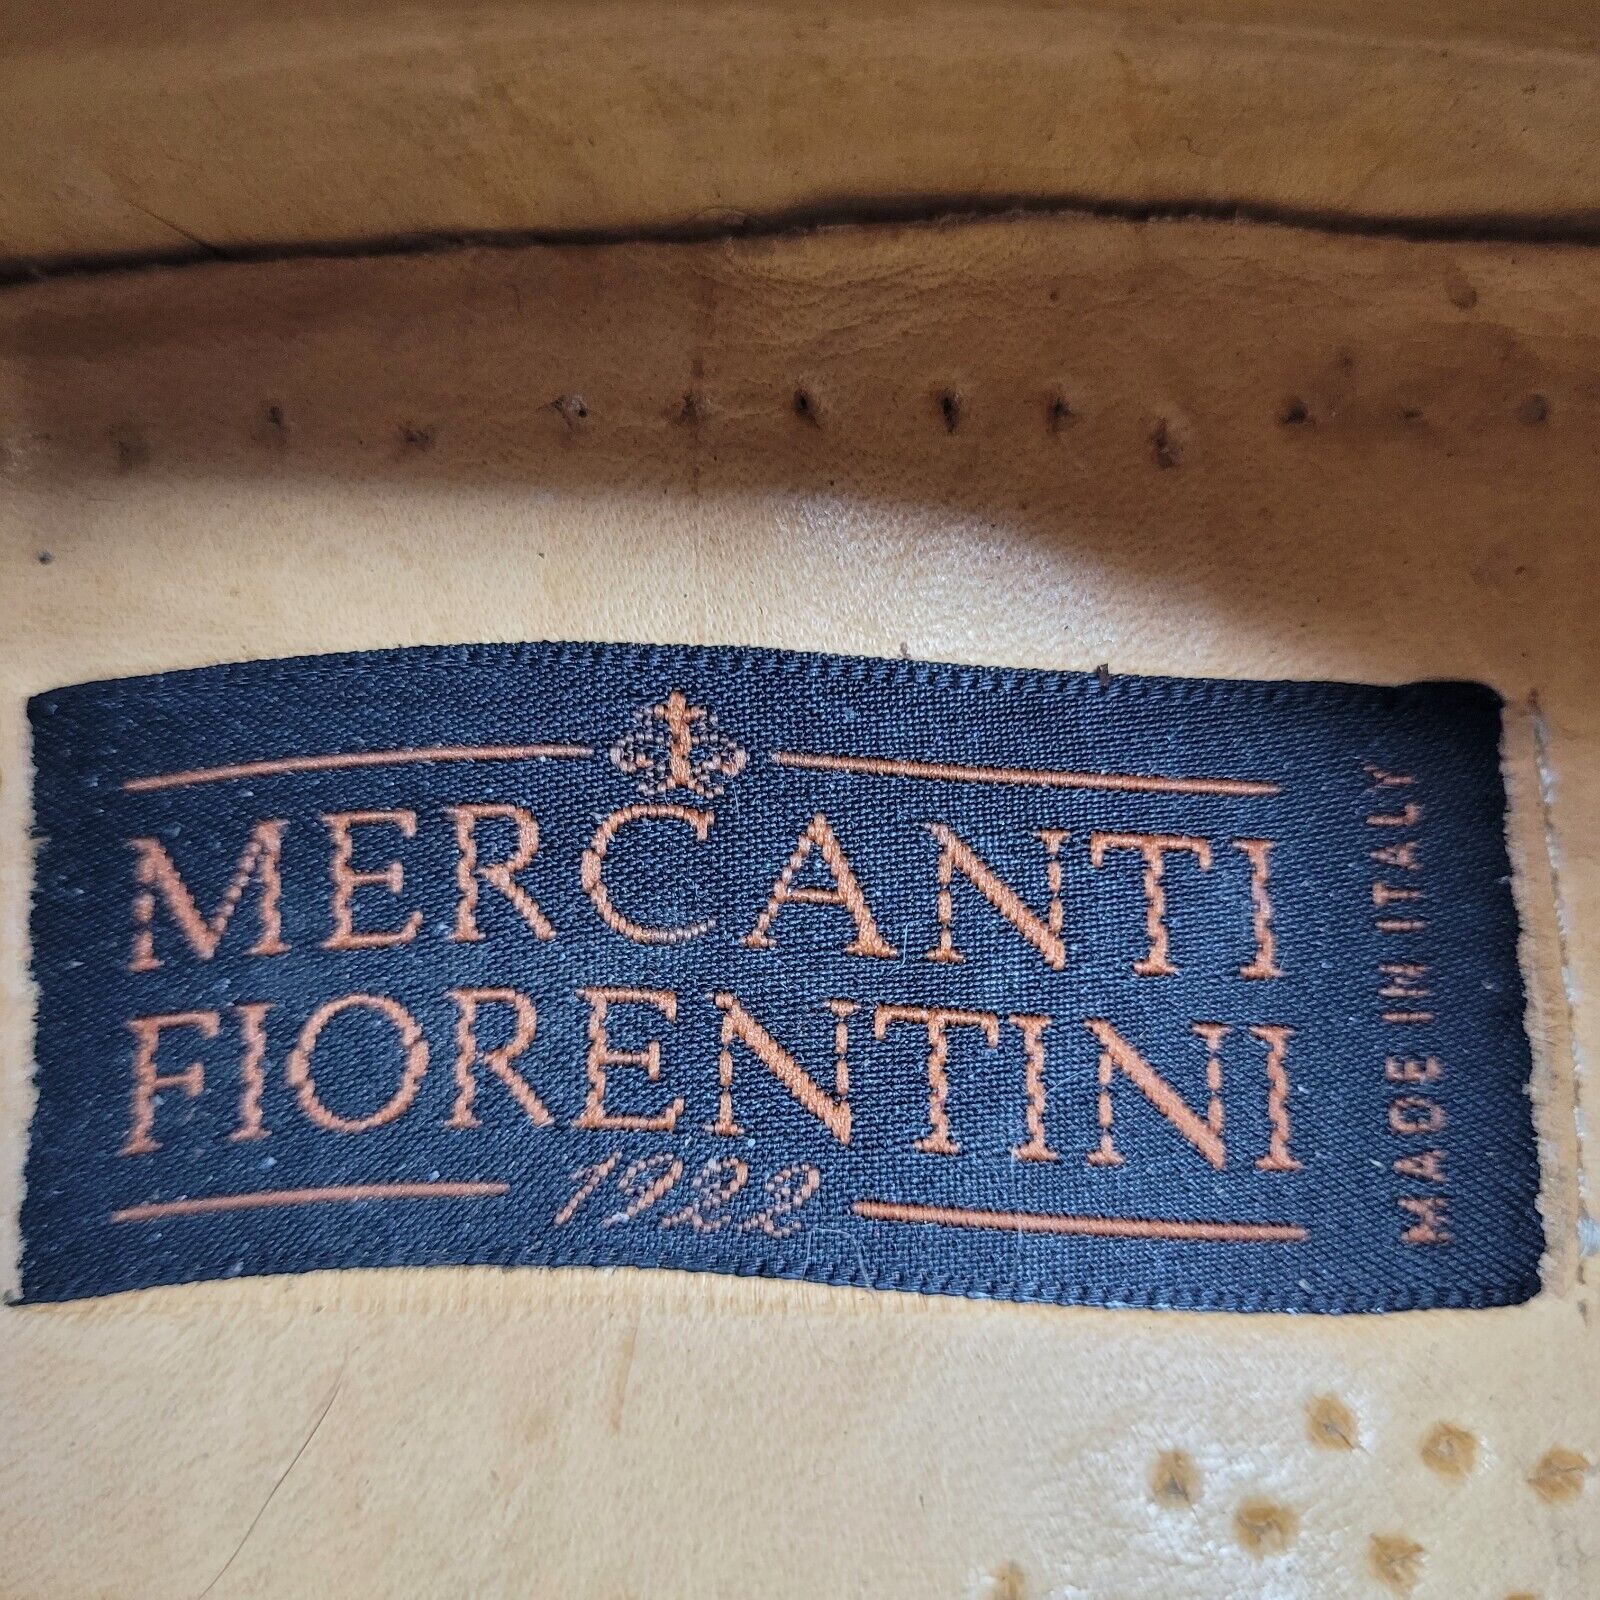 MERCANTI
FIORENTINI
1922
MADE IN ITALY